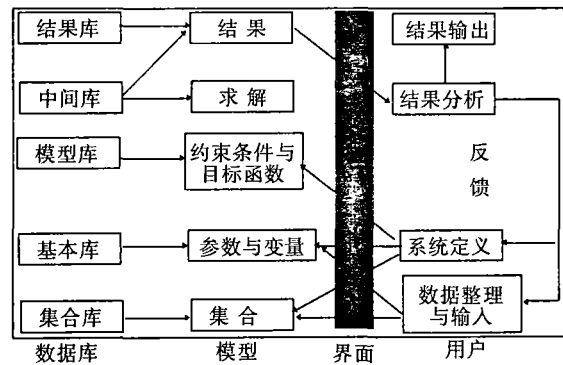 结果库
结 果
结果输出
中间库
求 解
结果分析
模型库
约束条件与
目标函数
反
馈
基本库
参数与变量
系统定义
集合库
集 合
数据整理
与输入
数据库
模型
界面
用户